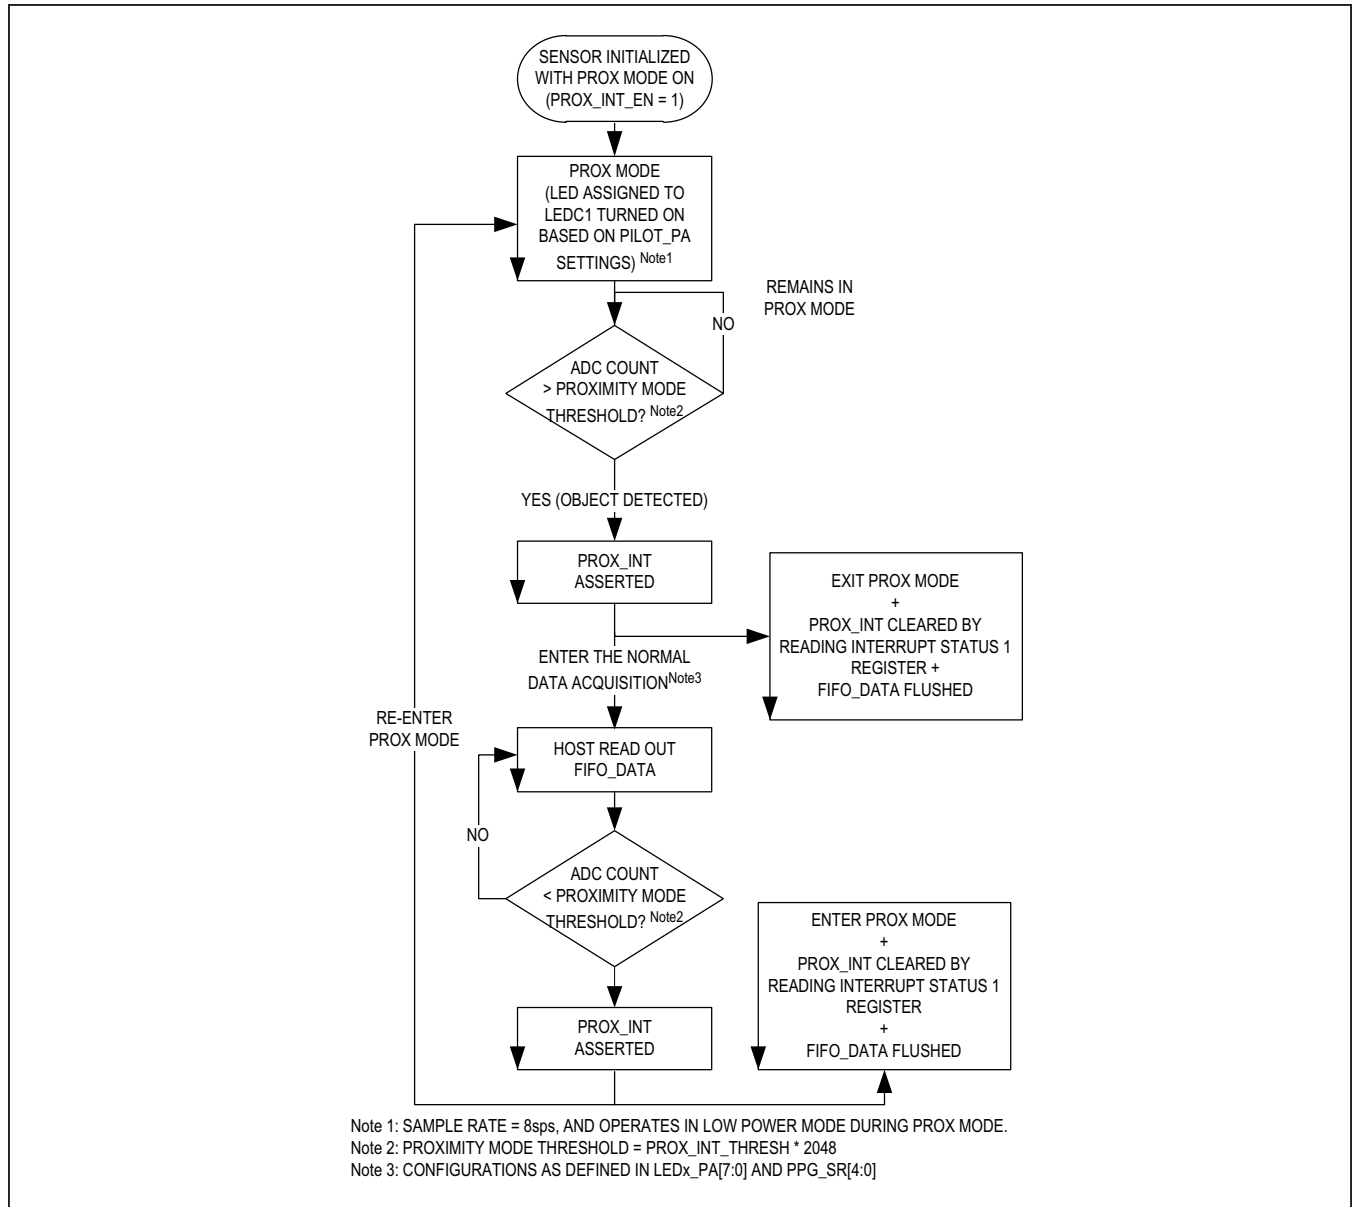 SENSOR INITIALIZED
WITH PROX MODE ON
(PROX_INT_EN = 1)
PROX MODE
(LED ASSIGNED TO
LEDC1 TURNED ON
BASED ON PILOT_PA
SETTINGS) Note1
REMAINS IN
PROX MODE
NO
ADC COUNT
> PROXIMITY MODE
THRESHOLD? Note2
YES (OBJECT DETECTED)
PROX_INT
ASSERTED
EXIT PROX MODE
+
PROX_INT CLEARED BY
READING INTERRUPT STATUS 1
REGISTER +
FIFO_DATA FLUSHED
ENTER THE NORMAL
DATA ACQUISITIONNote3
RE-ENTER
PROX MODE
HOST READ OUT
FIFO_DATA
NO
ADC COUNT
< PROXIMITY MODE
THRESHOLD? Note2
ENTER PROX MODE
+
PROX_INT CLEARED BY
READING INTERRUPT STATUS 1
REGISTER
+
FIFO_DATA FLUSHED
PROX_INT
ASSERTED
Note 1: SAMPLE RATE = 8sps, AND OPERATES IN LOW POWER MODE DURING PROX MODE.
Note 2: PROXIMITY MODE THRESHOLD = PROX_INT_THRESH * 2048
Note 3: CONFIGURATIONS AS DEFINED IN LEDx_PA[7:0] AND PPG_SR[4:0]